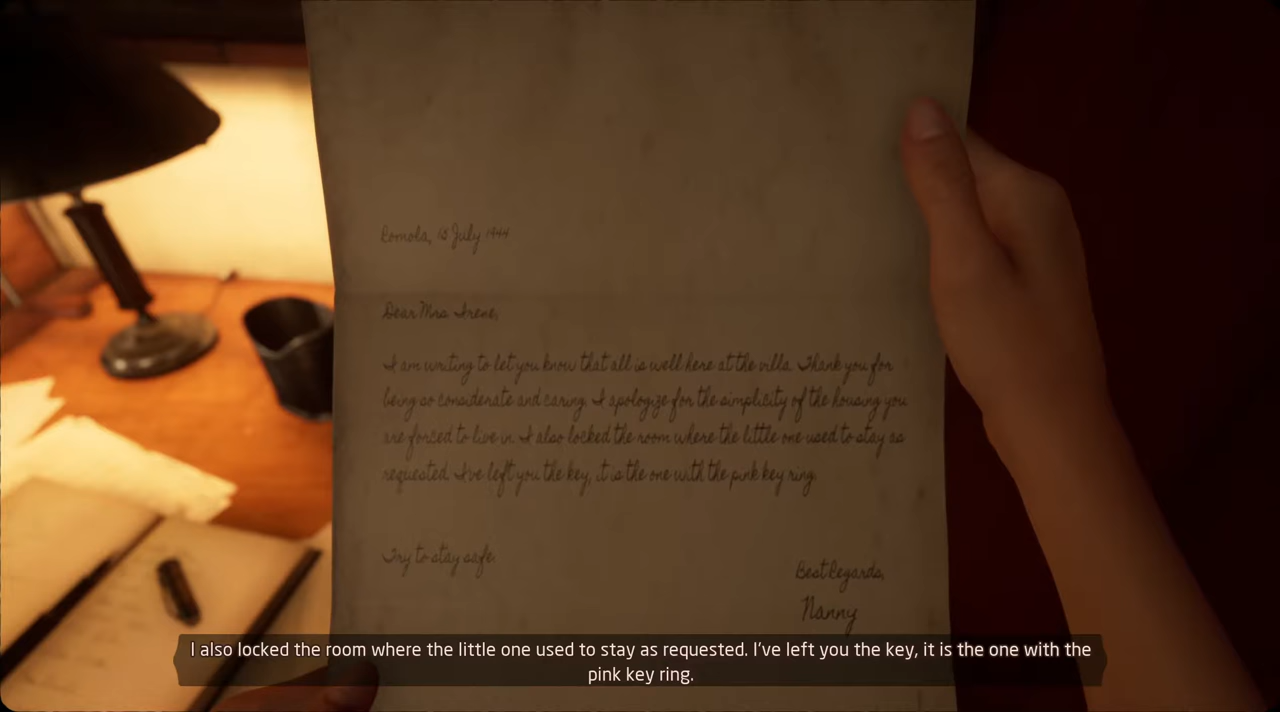 Romola, 15 July 1944
Dear Mrs. Irene,
I am writing to let you know that all is well here at the villa. Thank you for
being so considerate and caring. I apologize for the simplicity of the housing you
are forced to live in. I also locked the room where the little one used to stay as
requested. I've left you the key, it is the one with the pink key ring.
Try to stay safe.
Best Regards,
Nanny
I also locked the room where the little one used to stay as requested. I've left you the key, it is the one with the
pink key ring.